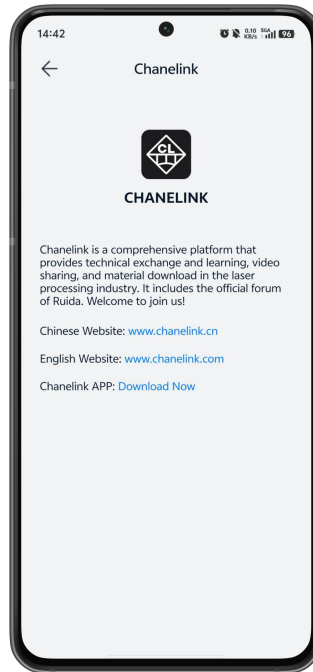 14:42
0.10 KB/s
5GA
96
Chanelink
CL
CHANELINK
Chanelink is a comprehensive platform that
provides technical exchange and learning, video
sharing, and material download in the laser
processing industry. It includes the official forum
of Ruida. Welcome to join us!
Chinese Website: www.chanelink.cn
English Website: www.chanelink.com
Chanelink APP: Download Now